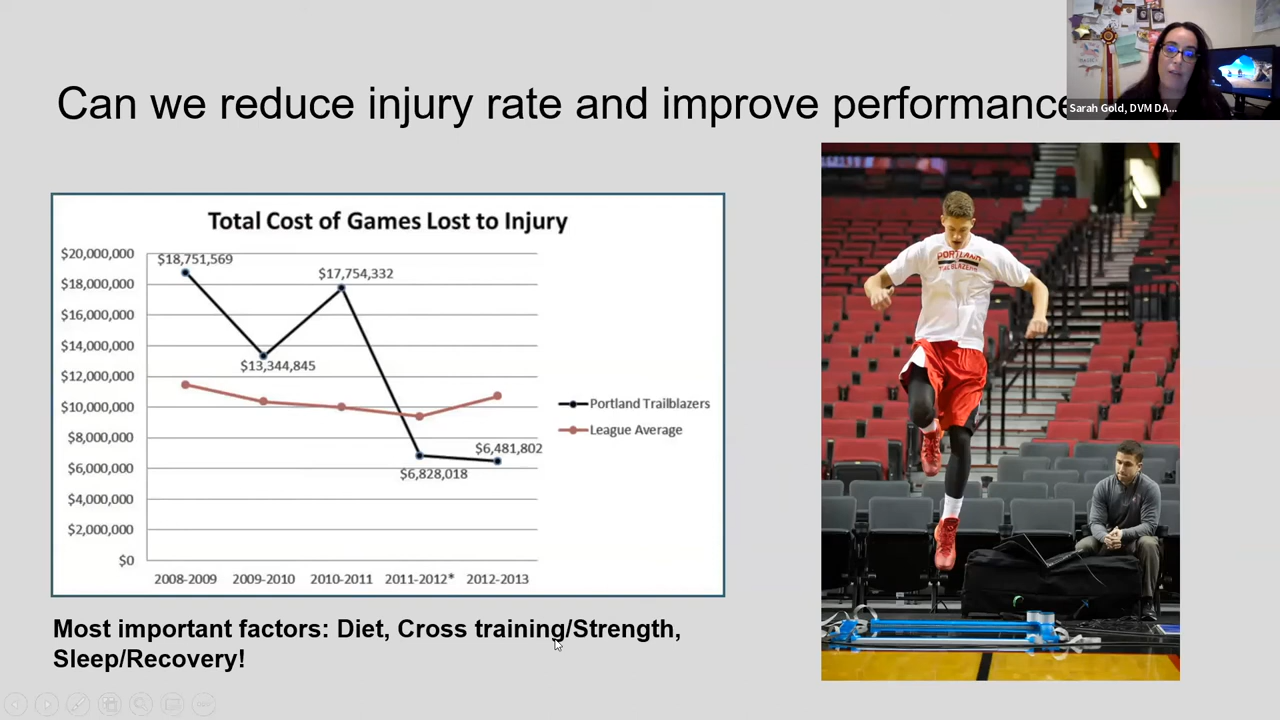 Can we reduce injury rate and improve performance
Sarah Gold, DVM DA...
Total Cost of Games Lost to Injury
$20,000,000
$18,000,000
$16,000,000
$14,000,000
$12,000,000
$10,000,000
$8,000,000
$6,000,000
$4,000,000
$2,000,000
$0
$18,751,569
$13,344,845
$17,754,332
$6,828,018
$6,481,802
2008-2009 2009-2010 2010-2011 2011-2012* 2012-2013
Portland Trailblazers
League Average
PORTLAND
TRAIL BLAZERS
Most important factors: Diet, Cross training/Strength,
Sleep/Recovery!